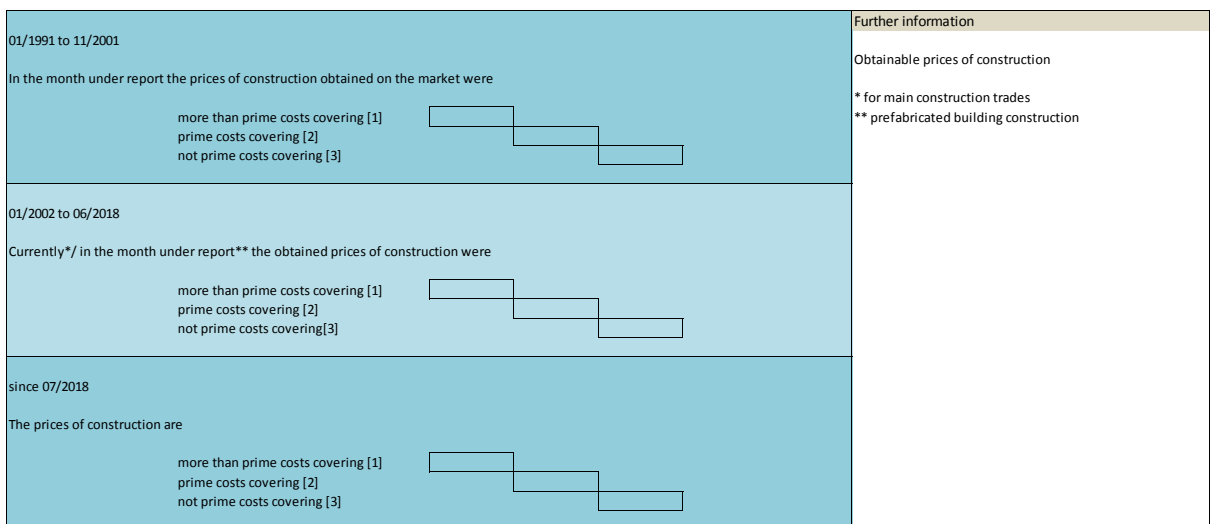 01/1991 to 11/2001
In the month under report the prices of construction obtained on the market were
more than prime costs covering [1]
prime costs covering [2]
not prime costs covering [3]
01/2002 to 06/2018
Currently*/ in the month under report** the obtained prices of construction were
more than prime costs covering [1]
prime costs covering [2]
not prime costs covering[3]
since 07/2018
The prices of construction are
more than prime costs covering [1]
prime costs covering [2]
not prime costs covering [3]
Further information
Obtainable prices of construction
* for main construction trades
** prefabricated building construction